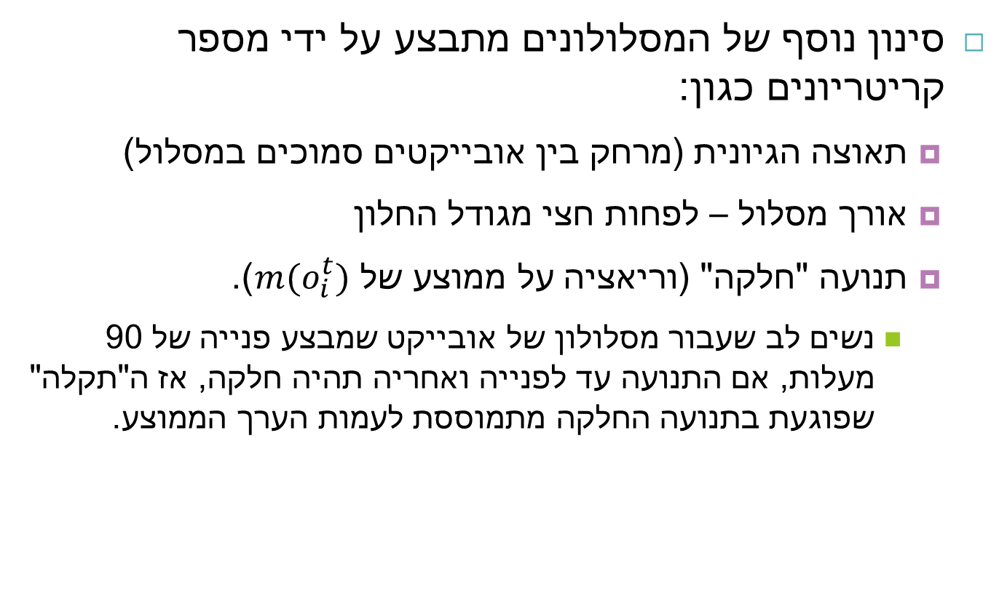 סינון נוסף של המסלולונים מתבצע על ידי מספר
קריטריונים כגון:
תאוצה הגיונית (מרחק בין אובייקטים סמוכים במסלול)
אורך מסלול – לפחות חצי מגודל החלון
תנועה "חלקה" (וריאציה על ממוצע של m(o_i^t)).
נשים לב שעבור מסלולון של אובייקט שמבצע פנייה של 90
מעלות, אם התנועה עד לפנייה ואחריה תהיה חלקה, אז ה"תקלה"
שפוגעת בתנועה החלקה מתמוססת לעמות הערך הממוצע.